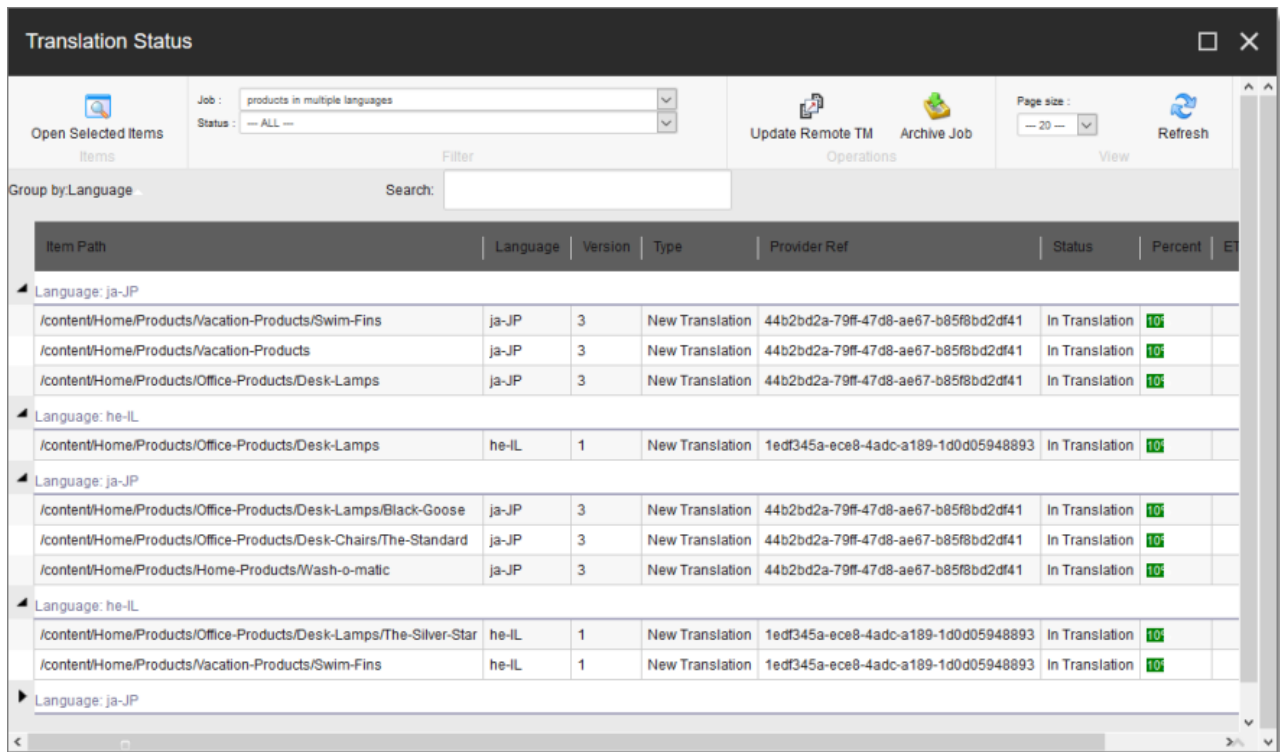 Translation Status
Job : products in multiple languages
Status : — ALL —
Page size :
— 20 —
Open Selected Items Update Remote TM Archive Job Refresh
Items Filter Operations View
Group by:Language Search:
Item Path Language Version Type Provider Ref Status Percent
Language: ja-JP
/content/Home/Products/Vacation-Products/Swim-Fins ja-JP 3 New Translation 44b2bd2a-79ff-47d8-ae67-b85f8bd2df41 In Translation
/content/Home/Products/Vacation-Products ja-JP 3 New Translation 44b2bd2a-79ff-47d8-ae67-b85f8bd2df41 In Translation
/content/Home/Products/Office-Products/Desk-Lamps ja-JP 3 New Translation 44b2bd2a-79ff-47d8-ae67-b85f8bd2df41 In Translation
Language: he-IL
/content/Home/Products/Office-Products/Desk-Lamps he-IL 1 New Translation 1edf345a-ece8-4adc-a189-1d0d05948893 In Translation
Language: ja-JP
/content/Home/Products/Office-Products/Desk-Lamps/Black-Goose ja-JP 3 New Translation 44b2bd2a-79ff-47d8-ae67-b85f8bd2df41 In Translation
/content/Home/Products/Office-Products/Desk-Chairs/The-Standard ja-JP 3 New Translation 44b2bd2a-79ff-47d8-ae67-b85f8bd2df41 In Translation
/content/Home/Products/Home-Products/Wash-o-matic ja-JP 3 New Translation 44b2bd2a-79ff-47d8-ae67-b85f8bd2df41 In Translation
Language: he-IL
/content/Home/Products/Office-Products/Desk-Lamps/The-Silver-Star he-IL 1 New Translation 1edf345a-ece8-4adc-a189-1d0d05948893 In Translation
/content/Home/Products/Vacation-Products/Swim-Fins he-IL 1 New Translation 1edf345a-ece8-4adc-a189-1d0d05948893 In Translation
Language: ja-JP